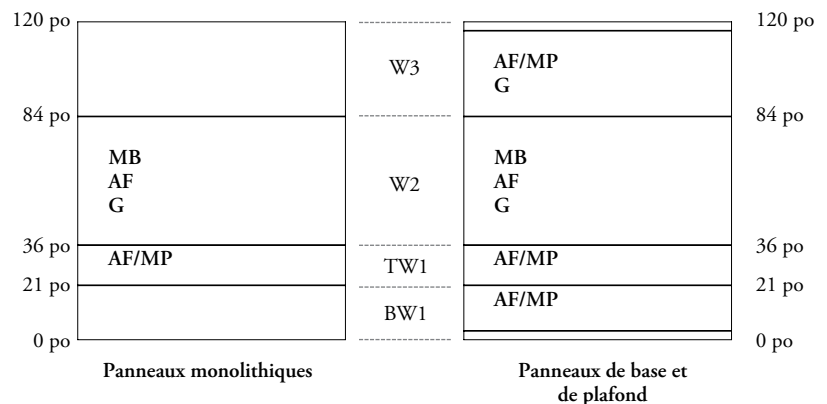 120 po
84 po
36 po
21 po
0 po
MB
AF
G
AF/MP
Panneaux monolithiques
W3
W2
TW1
BW1
AF/MP
G
MB
AF
G
AF/MP
AF/MP
Panneaux de base et
de plafond
120 po
84 po
36 po
21 po
0 po